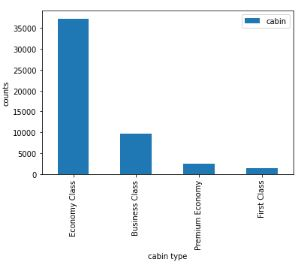 cabin
35000
30000
25000
20000
15000
10000
5000
0
counts
Economy Class
Business Class
Premium Economy
First Class
cabin type